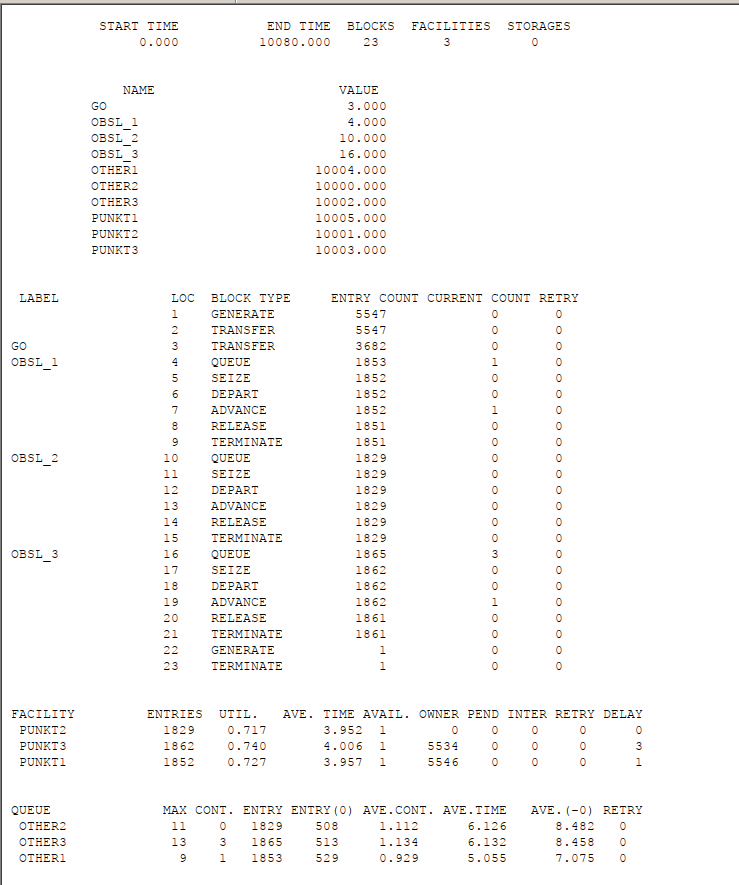 START TIME END TIME BLOCKS FACILITIES STORAGES
0.000 10080.000 23 3 0
NAME VALUE
GO 3.000
OBSL_1 4.000
OBSL_2 10.000
OBSL_3 16.000
OTHER1 10004.000
OTHER2 10000.000
OTHER3 10002.000
PUNKT1 10005.000
PUNKT2 10001.000
PUNKT3 10003.000
LABEL LOC BLOCK TYPE ENTRY COUNT CURRENT COUNT RETRY
1 GENERATE 5547 0 0
2 TRANSFER 5547 0 0
GO 3 TRANSFER 3682 0 0
OBSL_1 4 QUEUE 1853 1 0
5 SEIZE 1852 0 0
6 DEPART 1852 0 0
7 ADVANCE 1852 1 0
8 RELEASE 1851 0 0
9 TERMINATE 1851 0 0
OBSL_2 10 QUEUE 1829 0 0
11 SEIZE 1829 0 0
12 DEPART 1829 0 0
13 ADVANCE 1829 0 0
14 RELEASE 1829 0 0
15 TERMINATE 1829 0 0
OBSL_3 16 QUEUE 1865 3 0
17 SEIZE 1862 0 0
18 DEPART 1862 0 0
19 ADVANCE 1862 1 0
20 RELEASE 1861 0 0
21 TERMINATE 1861 0 0
22 GENERATE 1 0 0
23 TERMINATE 1 0 0
FACILITY ENTRIES UTIL. AVE. TIME AVAIL. OWNER PEND INTER RETRY DELAY
PUNKT2 1829 0.717 3.952 1 0 0 0 0 0
PUNKT3 1862 0.740 4.006 1 5534 0 0 0 3
PUNKT1 1852 0.727 3.957 1 5546 0 0 0 1
QUEUE MAX CONT. ENTRY ENTRY(0) AVE.CONT. AVE.TIME AVE.(-0) RETRY
OTHER2 11 0 1829 508 1.112 6.126 8.482 0
OTHER3 13 3 1865 513 1.134 6.132 8.458 0
OTHER1 9 1 1853 529 0.929 5.055 7.075 0